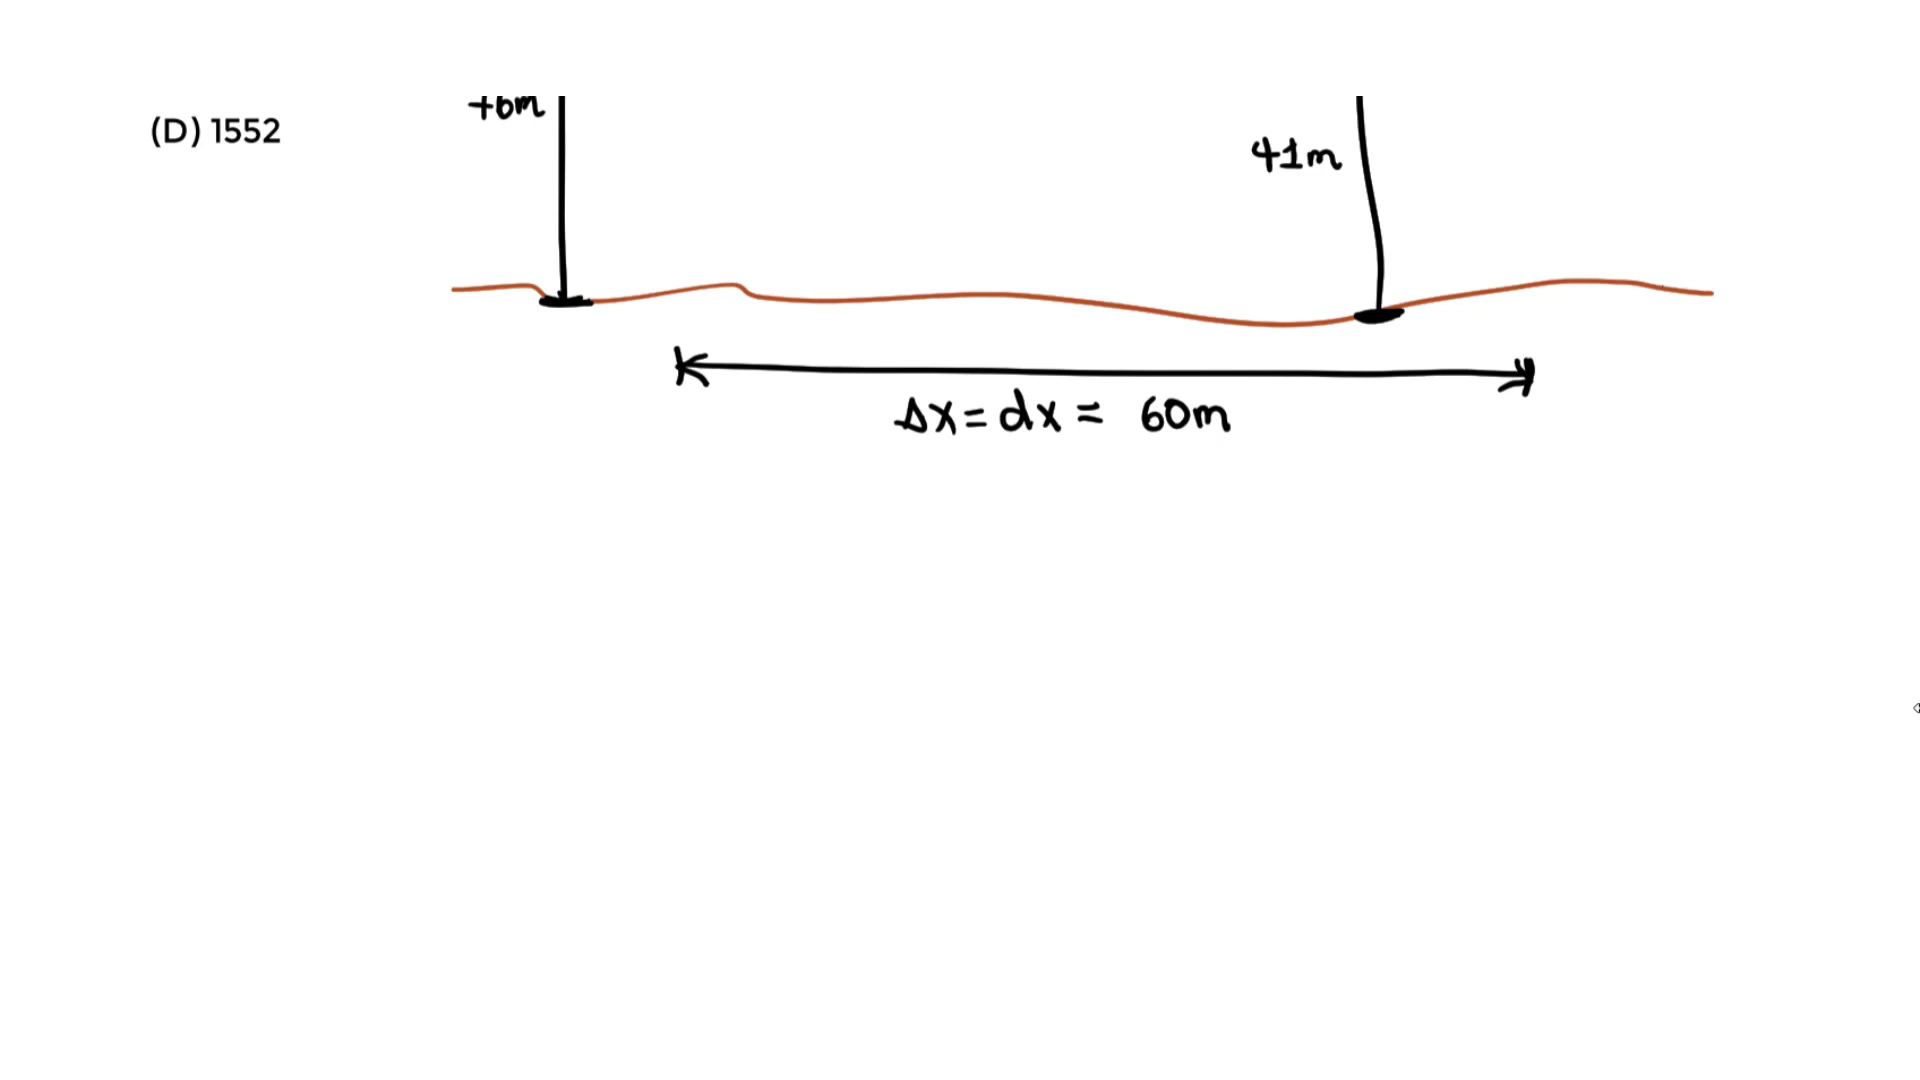 (D) 1552
41m
Δx = dx = 60m